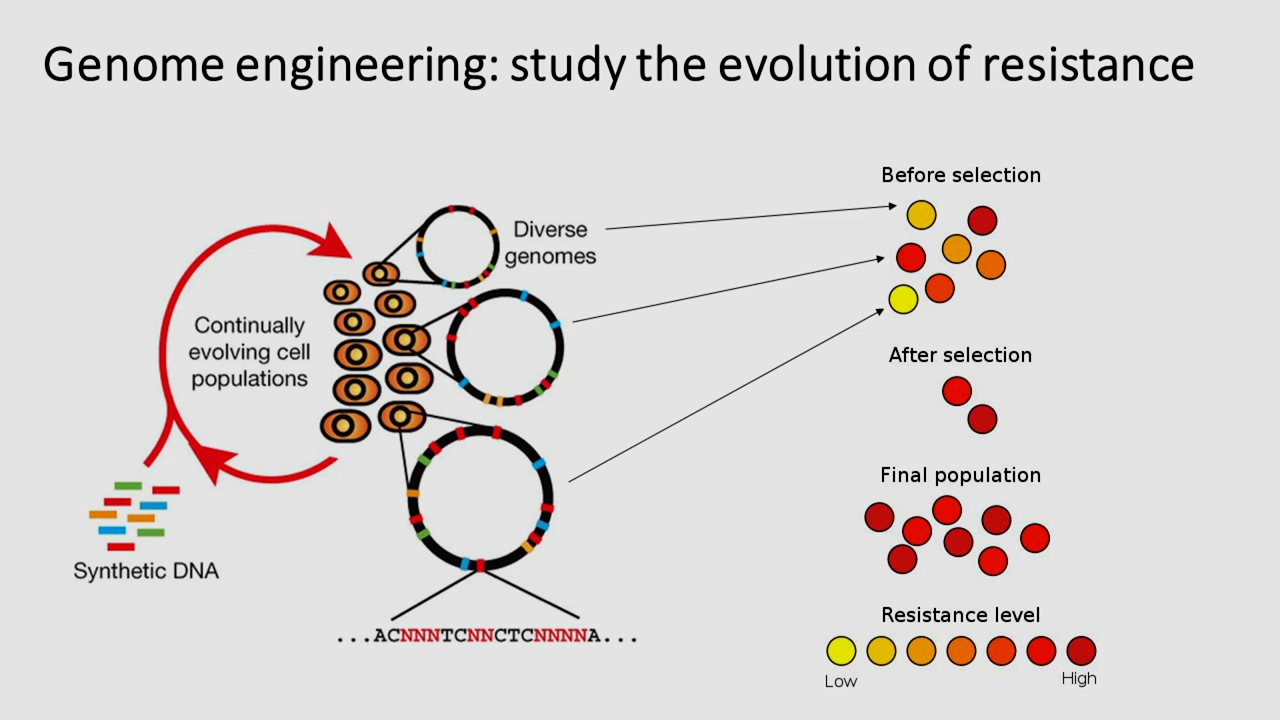 Genome engineering: study the evolution of resistance
Diverse
genomes
Continually
evolving cell
populations
Synthetic DNA
...ACNNNTCNNCTCNNNNA...
Before selection
After selection
Final population
Resistance level
Low
High